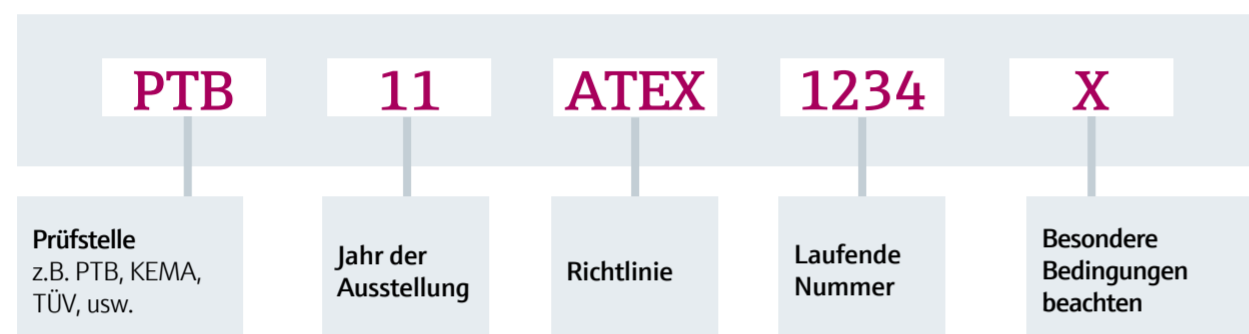 PTB 11 ATEX 1234 X
Prüfstelle
z.B. PTB, KEMA,
TÜV, usw.
Jahr der
Ausstellung
Richtlinie
Laufende
Nummer
Besondere
Bedingungen
beachten